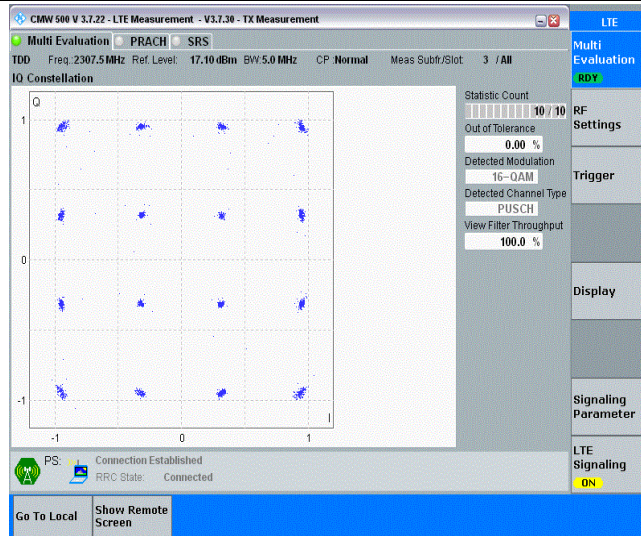 CMW 500 V 3.7.22 - LTE Measurement - V3.7.30 - TX Measurement
LTE
Multi Evaluation PRACH SRS
Multi Evaluation
RDY
TDD Freq.:2307.5 MHz Ref. Level: 17.10 dBm BW:5.0 MHz CP :Normal Meas Subfr./Slot 3 / All
IQ Constellation
Q
1
0
-1
-1 0 1
I
Statistic Count
10 / 10
Out of Tolerance
0.00 %
Detected Modulation
16-QAM
Detected Channel Type
PUSCH
View Filter Throughput
100.0 %
RF
Settings
Trigger
Display
Signaling
Parameter
LTE
Signaling
ON
PS: Connection Established
RRC State: Connected
Go To Local
Show Remote
Screen